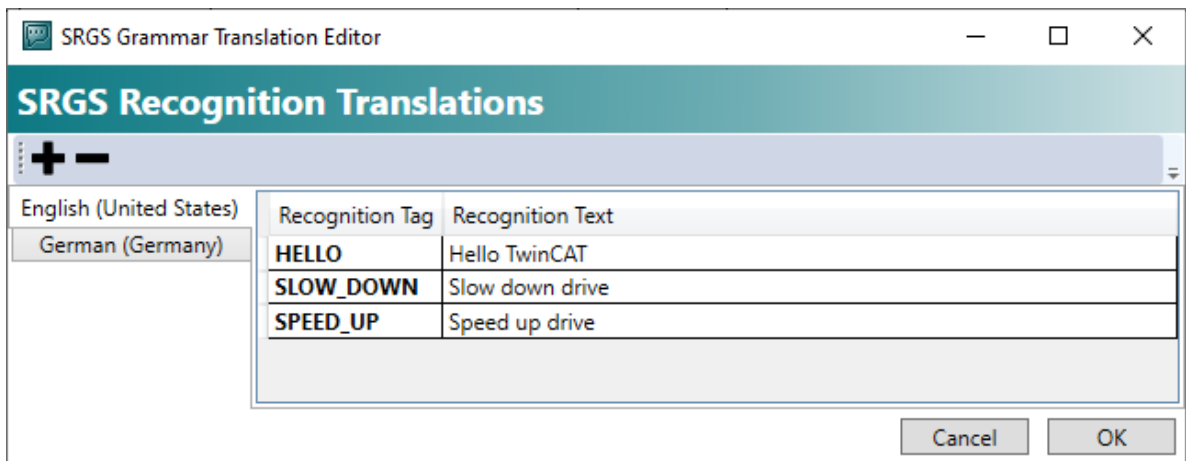 SRGS Grammar Translation Editor
SRGS Recognition Translations
English (United States)
German (Germany)
Recognition Tag Recognition Text
HELLO Hello TwinCAT
SLOW_DOWN Slow down drive
SPEED_UP Speed up drive
Cancel OK